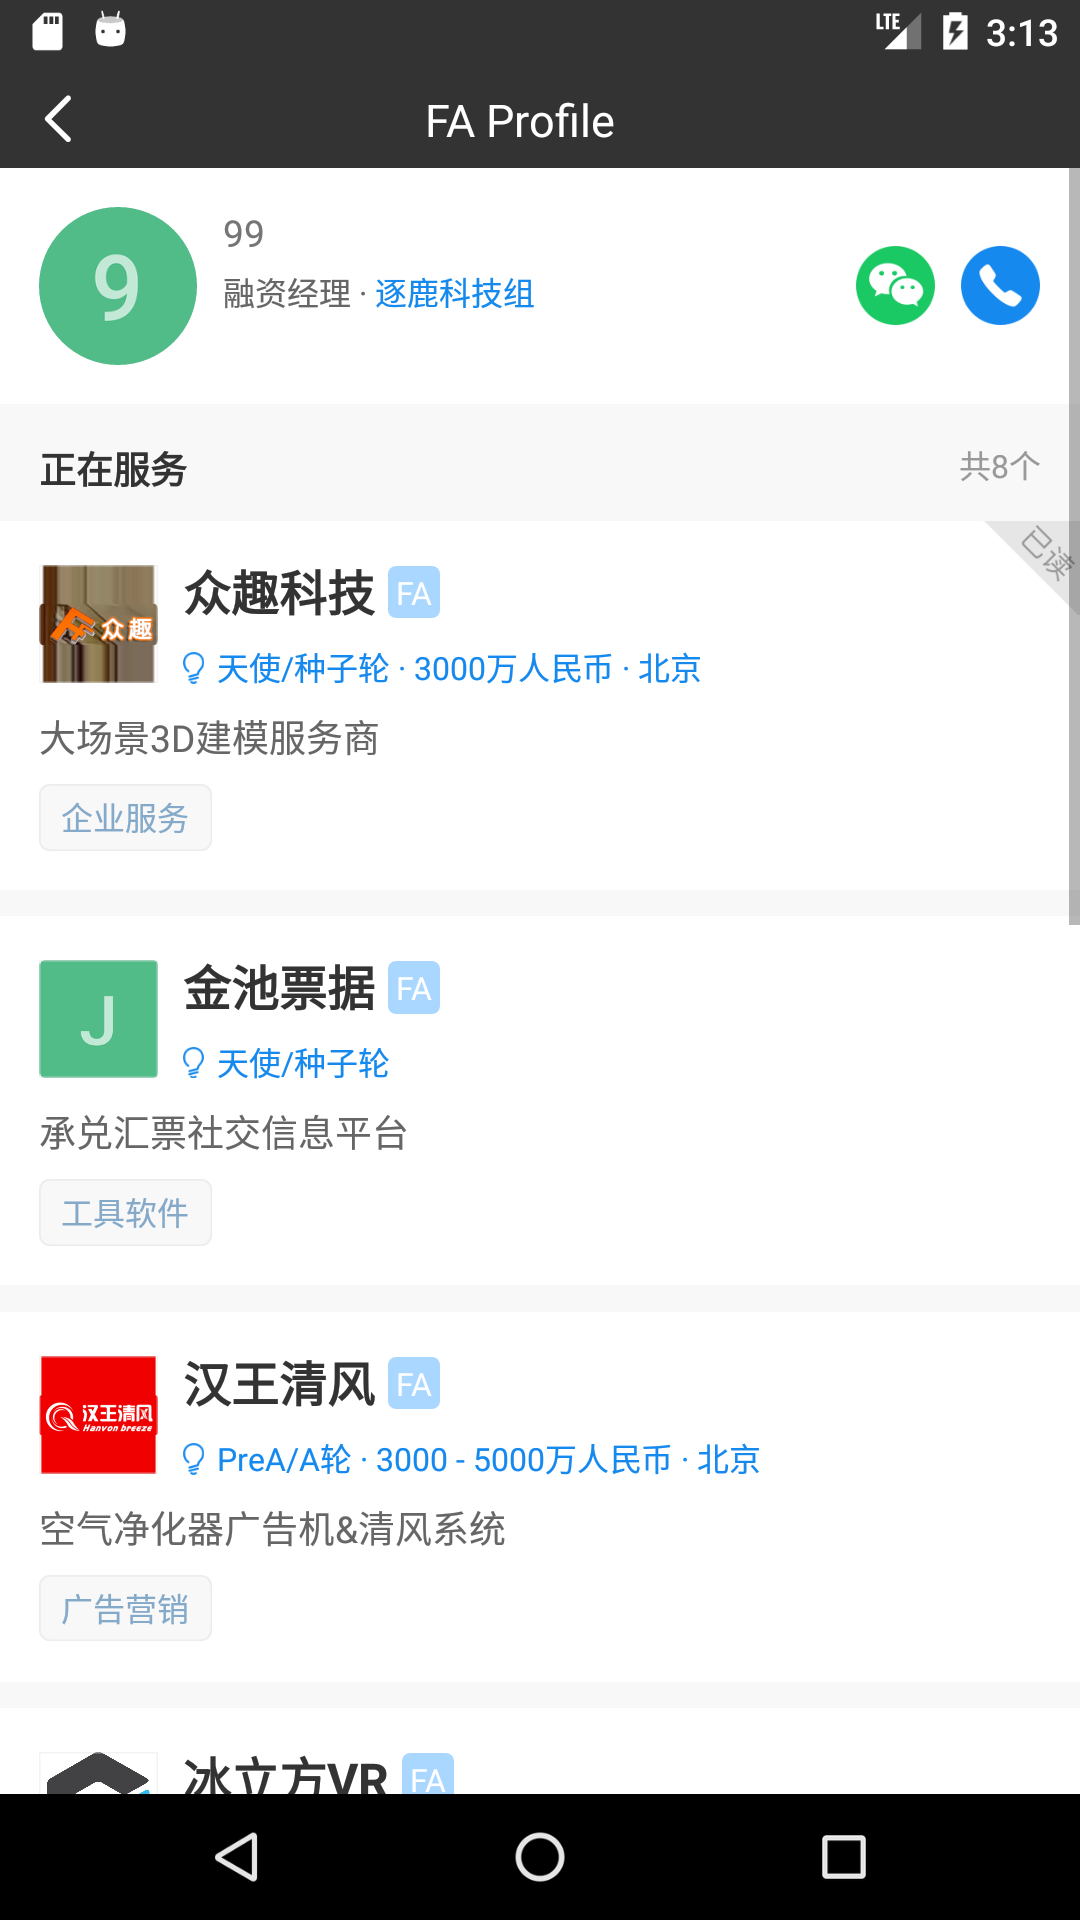 LTE 3:13
FA Profile
9
99
融资经理 · 逐鹿科技组
正在服务
共8个
已读
众趣
众趣科技 FA
天使/种子轮 · 3000万人民币 · 北京
大场景3D建模服务商
企业服务
J
金池票据 FA
天使/种子轮
承兑汇票社交信息平台
工具软件
汉王清风
Hanvon breeze
汉王清风 FA
PreA/A轮 · 3000 - 5000万人民币 · 北京
空气净化器广告机&清风系统
广告营销
冰立方VR FA